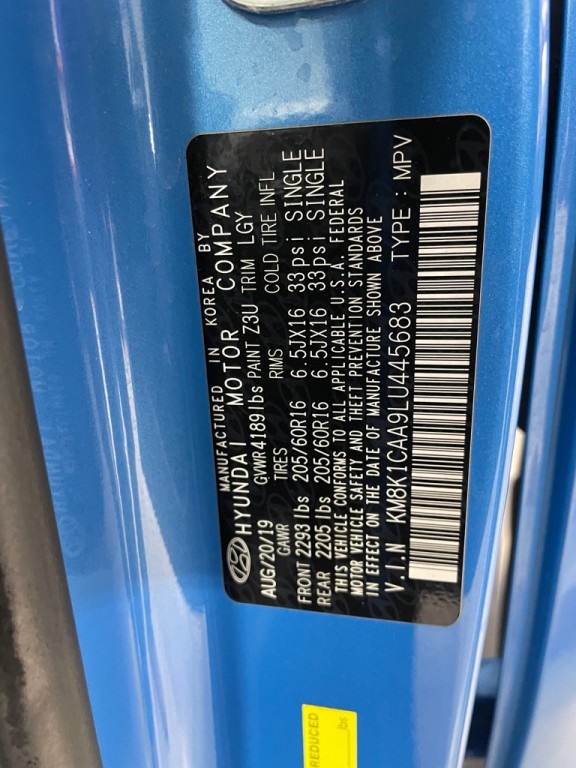 MANUFACTURED IN KOREA BY
HYUNDAI MOTOR COMPANY
AUG/20/19 GVWR 4189lbs PAINT Z3U TRIM LGY
GAWR TIRES RIMS COLD TIRE INFL
FRONT 2293 lbs 205/60R16 6.5JX16 33psi SINGLE
REAR 2205 lbs 205/60R16 6.5JX16 33psi SINGLE
THIS VEHICLE CONFORMS TO ALL APPLICABLE U.S.A. FEDERAL
MOTOR VEHICLE SAFETY AND THEFT PREVENTION STANDARDS
IN EFFECT ON THE DATE OF MANUFACTURE SHOWN ABOVE
V.I.N KM8K1CAA9LU445683 TYPE : MPV
REDUCED
lbs